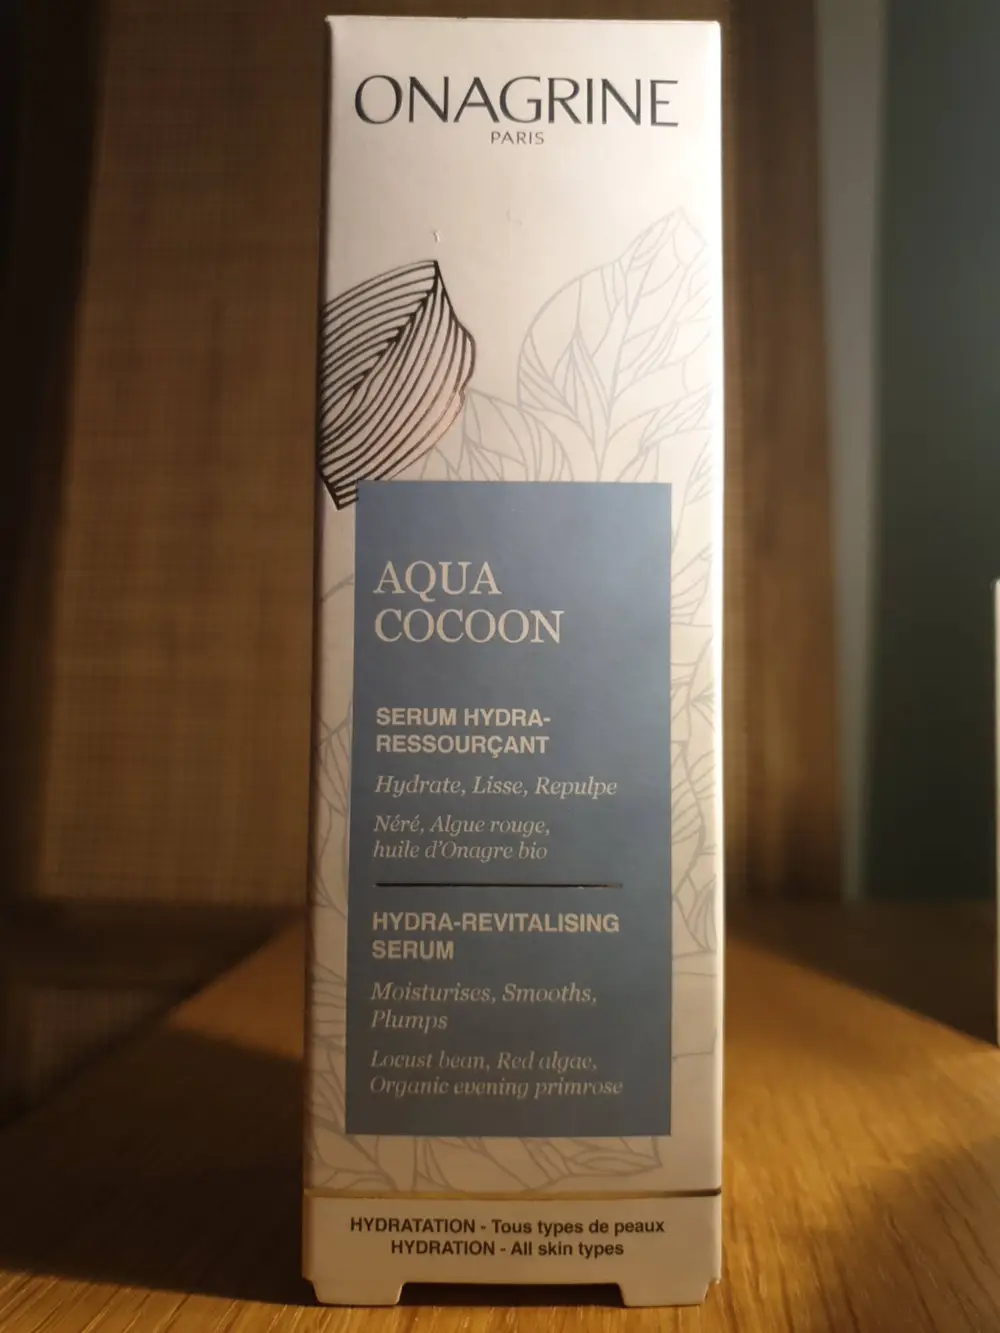 ONAGRINE
PARIS
AQUA
COCOON
SERUM HYDRA-
RESSOURÇANT
Hydrate, Lisse, Repulpe
Néré, Algue rouge,
huile d'Onagre bio
HYDRA-REVITALISING
SERUM
Moisturises, Smooths,
Plumps
Locust bean, Red algae,
Organic evening primrose
HYDRATATION - Tous types de peaux
HYDRATION - All skin types